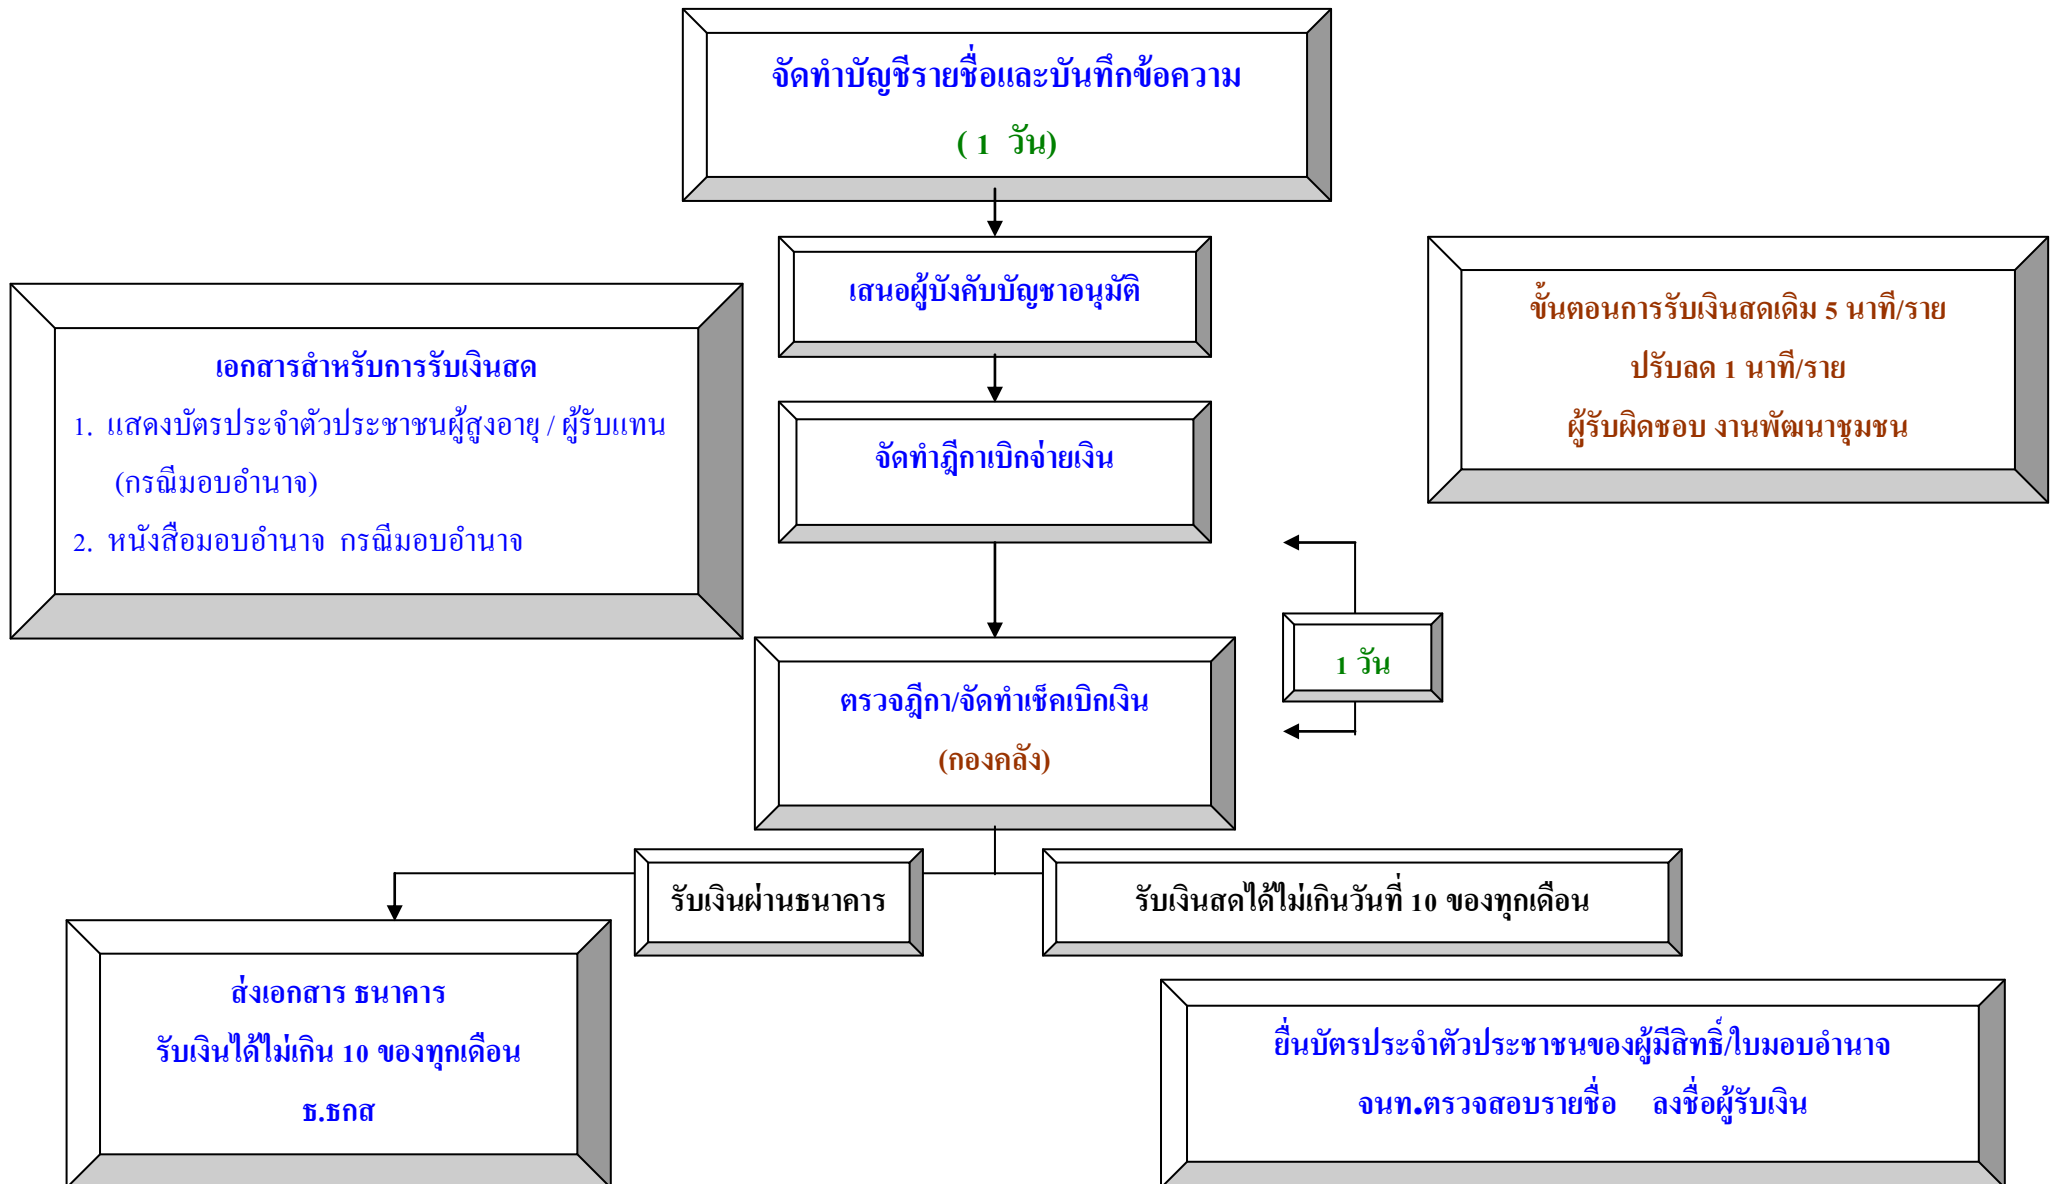 จัดทำบัญชีรายชื่อและบันทึกข้อความ
( 1 วัน)
เสนอผู้บังคับบัญชาอนุมัติ
ขั้นตอนการรับเงินสดเดิม 5 นาที/ราย
ปรับลด 1 นาที/ราย
ผู้รับผิดชอบ งานพัฒนาชุมชน
เอกสารสำหรับการรับเงินสด
1. แสดงบัตรประจำตัวประชาชนผู้สูงอายุ / ผู้รับแทน
(กรณีมอบอำนาจ)
2. หนังสือมอบอำนาจ กรณีมอบอำนาจ
จัดทำฎีกาเบิกจ่ายเงิน
1 วัน
ตรวจฎีกา/จัดทำเช็คเบิกเงิน
(กองคลัง)
รับเงินผ่านธนาคาร
รับเงินสดได้ไม่เกินวันที่ 10 ของทุกเดือน
ส่งเอกสาร ธนาคาร
รับเงินได้ไม่เกิน 10 ของทุกเดือน
ธ.ธกส
ยื่นบัตรประจำตัวประชาชนของผู้มีสิทธิ์/ใบมอบอำนาจ
จนท.ตรวจสอบรายชื่อ ลงชื่อผู้รับเงิน